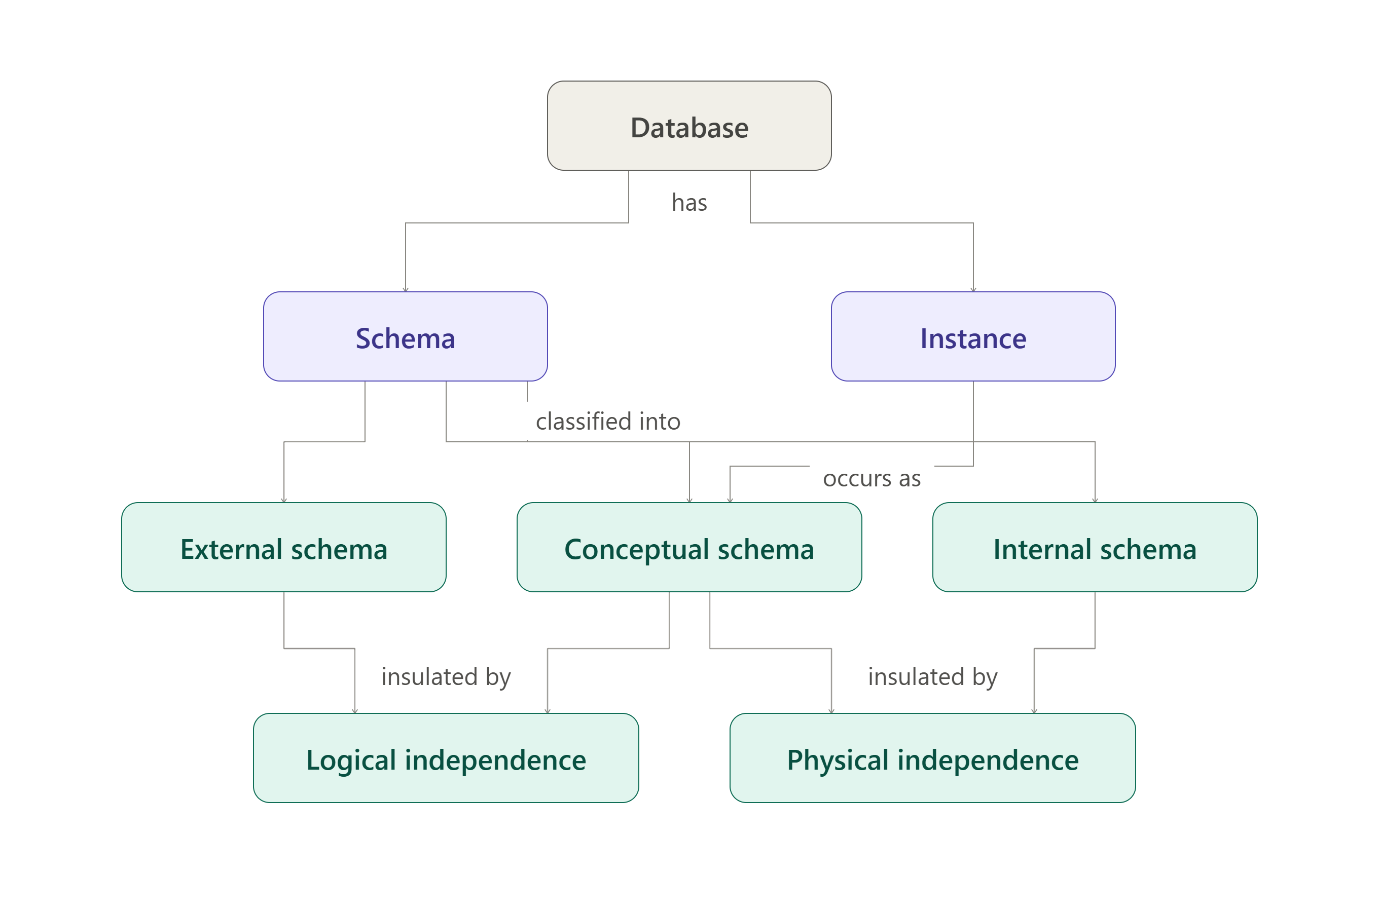 Database
has
Schema
Instance
classified into
occurs as
External schema
Conceptual schema
Internal schema
insulated by
insulated by
Logical independence
Physical independence